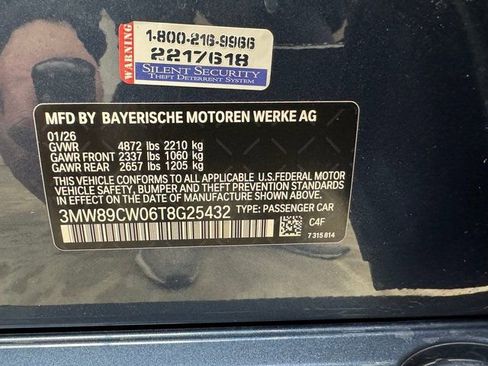 WARNING
1-800-216-9966
2217618
SILENT SECURITY
THEFT DETERRENT SYSTEM
MFD BY BAYERISCHE MOTOREN WERKE AG
01/26
GVWR 4872 lbs 2210 kg
GAWR FRONT 2337 lbs 1060 kg
GAWR REAR 2657 lbs 1205 kg
THIS VEHICLE CONFORMS TO ALL APPLICABLE U.S.FEDERAL MOTOR
VEHICLE SAFETY, BUMPER AND THEFT PREVENTION STANDARDS IN
EFFECT ON THE DATE OF MANUFACTURE SHOWN ABOVE.
3MW89CW06T8G25432 TYPE: PASSENGER CAR
C4F
7 315 814